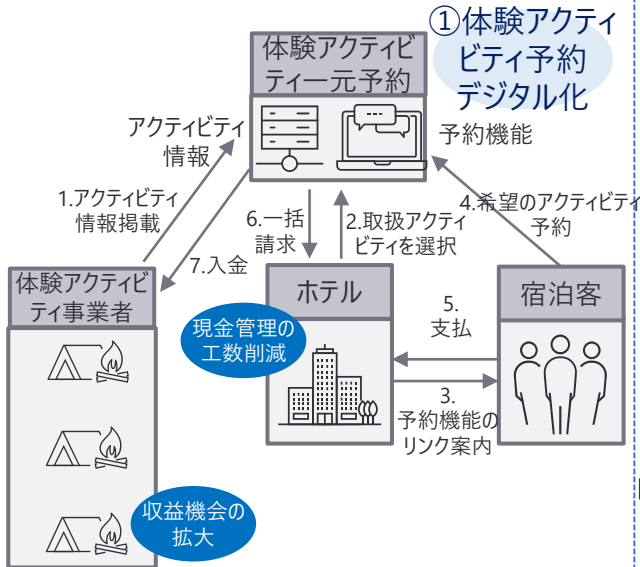 ①体験アクティ
ビティ予約
デジタル化
体験アクティビ
ティ一元予約
アクティビティ
情報
予約機能
1.アクティビティ
情報掲載
7.入金
6.一括
請求
2.取扱アクティ
ビティを選択
4.希望のアクティビティ
予約
体験アクティビ
ティ事業者
ホテル
宿泊客
現金管理の
工数削減
5.
支払
3.
予約機能の
リンク案内
収益機会の
拡大